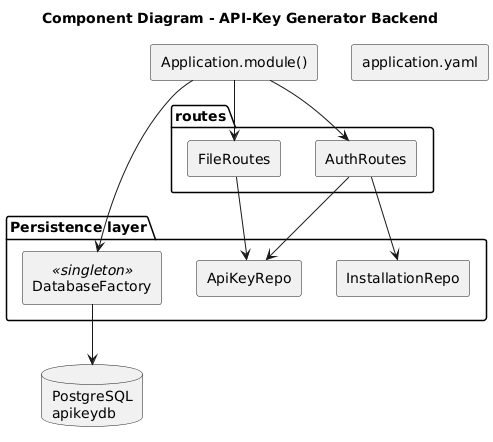 Component Diagram - API-Key Generator Backend
Application.module()
application.yaml
routes
FileRoutes
AuthRoutes
Persistence layer
«singleton»
DatabaseFactory
ApiKeyRepo
InstallationRepo
PostgreSQL
apikeydb